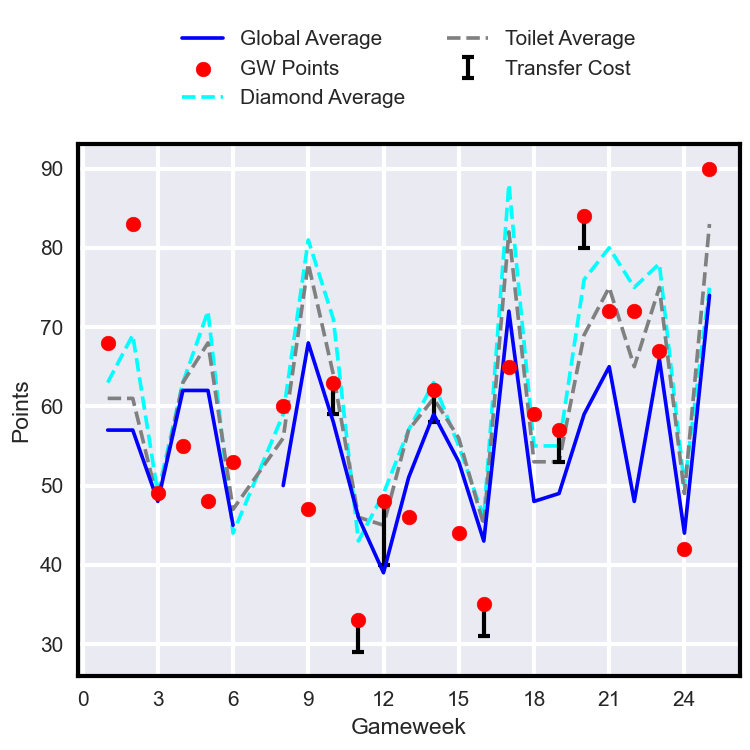 Global Average
GW Points
Diamond Average
Toilet Average
Transfer Cost
90
80
70
60
50
40
30
Points
0 3 6 9 12 15 18 21 24
Gameweek